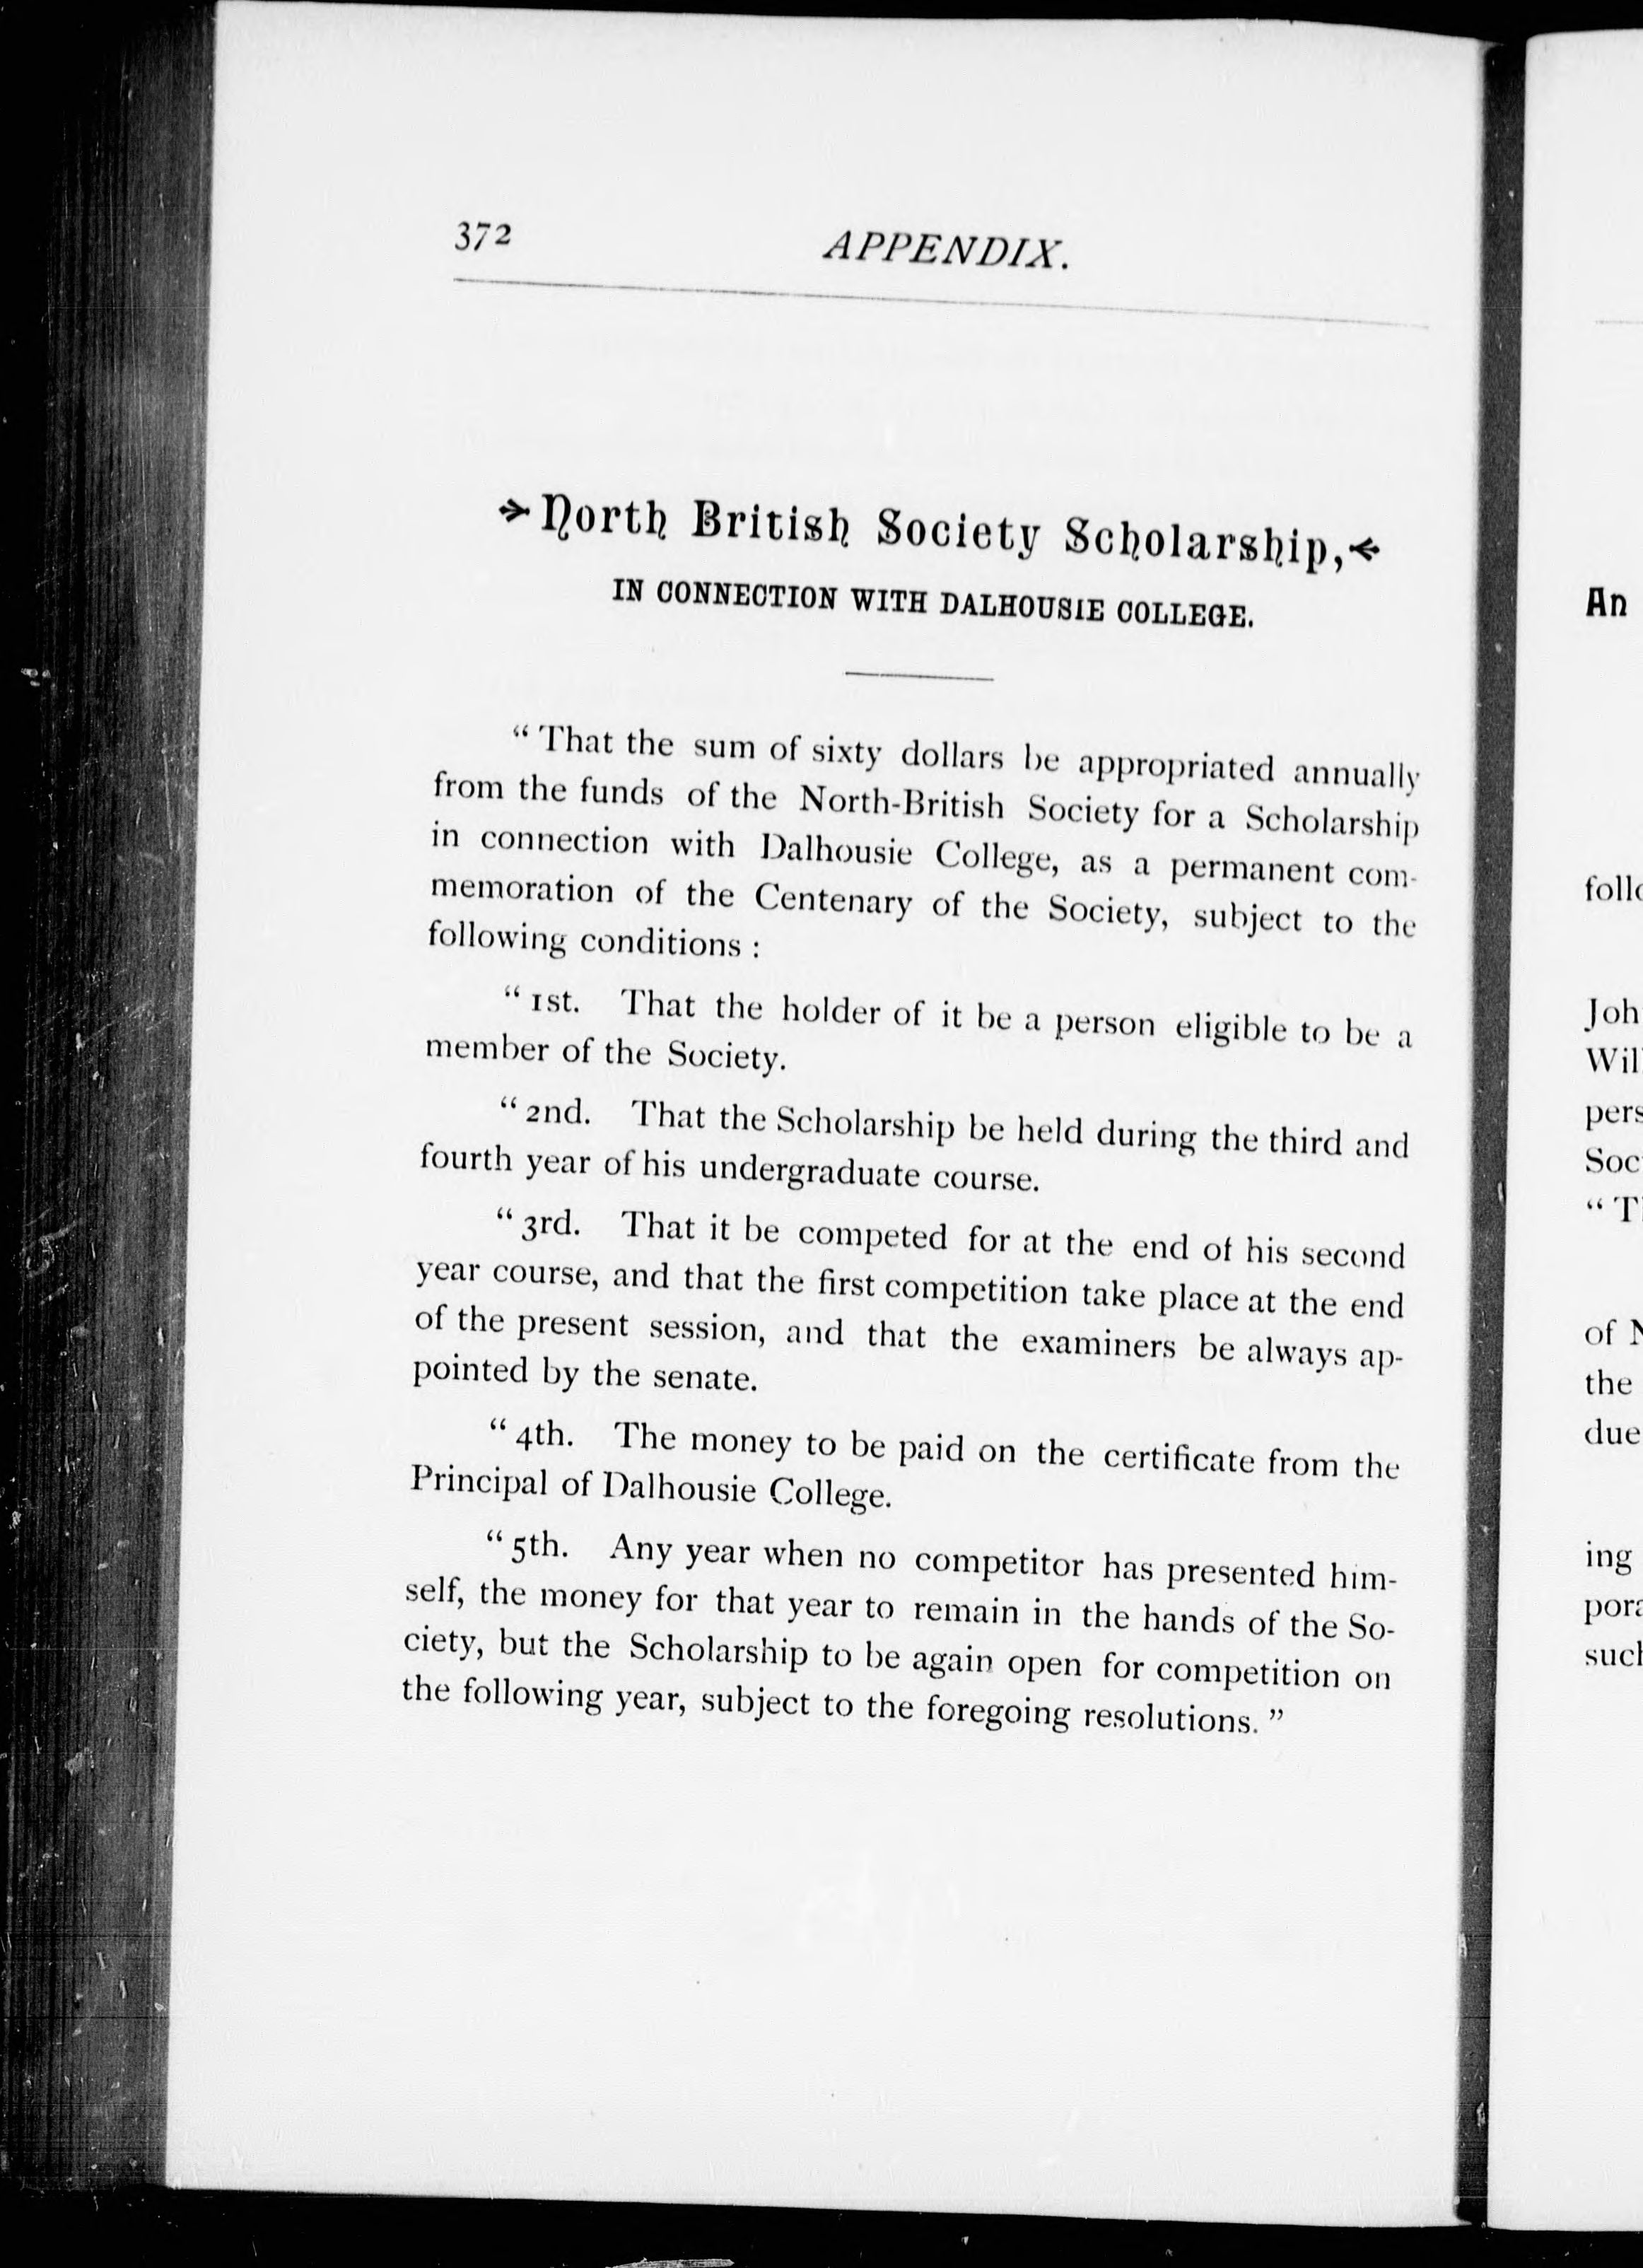 372 APPENDIX.
North British Society Scholarship,
IN CONNECTION WITH DALHOUSIE COLLEGE.
“ That the sum of sixty dollars be appropriated annually
from the funds of the North-British Society for a Scholarship
in connection with Dalhousie College, as a permanent com-
memoration of the Centenary of the Society, subject to the
following conditions :
“ 1st. That the holder of it be a person eligible to be a
member of the Society.
“ 2nd. That the Scholarship be held during the third and
fourth year of his undergraduate course.
“ 3rd. That it be competed for at the end of his second
year course, and that the first competition take place at the end
of the present session, and that the examiners be always ap-
pointed by the senate.
“ 4th. The money to be paid on the certificate from the
Principal of Dalhousie College.
“ 5th. Any year when no competitor has presented him-
self, the money for that year to remain in the hands of the So-
ciety, but the Scholarship to be again open for competition on
the following year, subject to the foregoing resolutions. ”
An
Joh
Wil
pers
Soc
of
the
due
ing